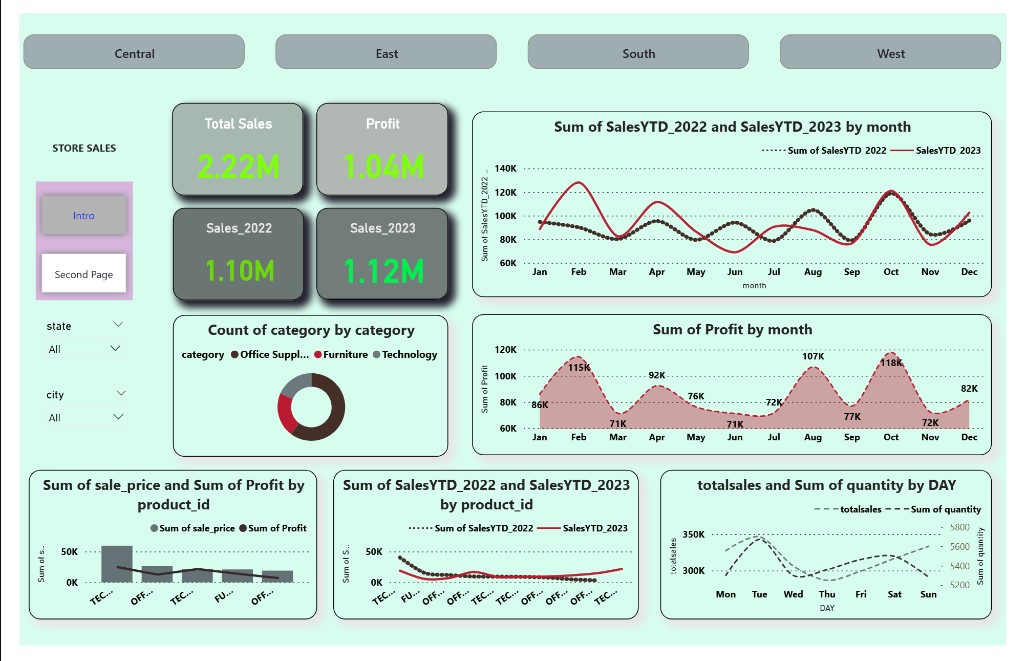 Central
East
South
West
STORE SALES
Intro
Second Page
state
All
city
All
Total Sales
2.22M
Profit
1.04M
Sales_2022
1.10M
Sales_2023
1.12M
Sum of SalesYTD_2022 and SalesYTD_2023 by month
Sum of SalesYTD_2022 SalesYTD_2023
Sum of SalesYTD_2022 ..
140K
120K
100K
80K
60K
Jan Feb Mar Apr May Jun Jul Aug Sep Oct Nov Dec
month
Count of category by category
category Office Suppl... Furniture Technology
Sum of Profit by month
Sum of Profit
120K
100K
80K
60K
86K 115K 71K 92K 76K 71K 72K 107K 77K 118K 72K 82K
Jan Feb Mar Apr May Jun Jul Aug Sep Oct Nov Dec
Sum of sale_price and Sum of Profit by
product_id
Sum of sale_price Sum of Profit
Sum of s..
50K
0K
TEC... OFF... TEC... FU... OFF...
Sum of SalesYTD_2022 and SalesYTD_2023
by product_id
Sum of SalesYTD_2022 SalesYTD_2023
Sum of S...
50K
0K
TEC... FU... OFF... OFF... TEC... TEC... OFF... OFF... OFF... TEC...
totalsales and Sum of quantity by DAY
totalsales Sum of quantity
totalsales
350K
300K
5800
5600
5400
5200
Sum of quantity
Mon Tue Wed Thu Fri Sat Sun
DAY